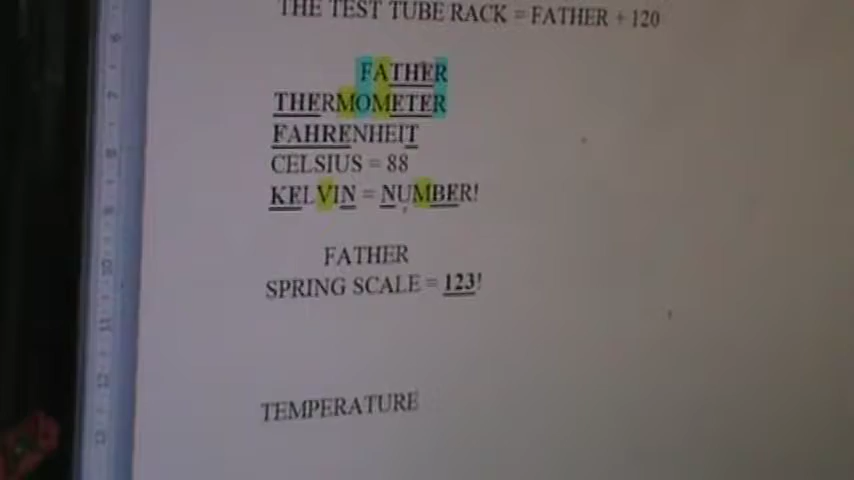 THE TEST TUBE RACK = FATHER + 120
FATHER
THERMOMETER
FAHRENHEIT
CELSIUS = 88
KELVIN = NUMBER!
FATHER
SPRING SCALE = 123!
TEMPERATURE